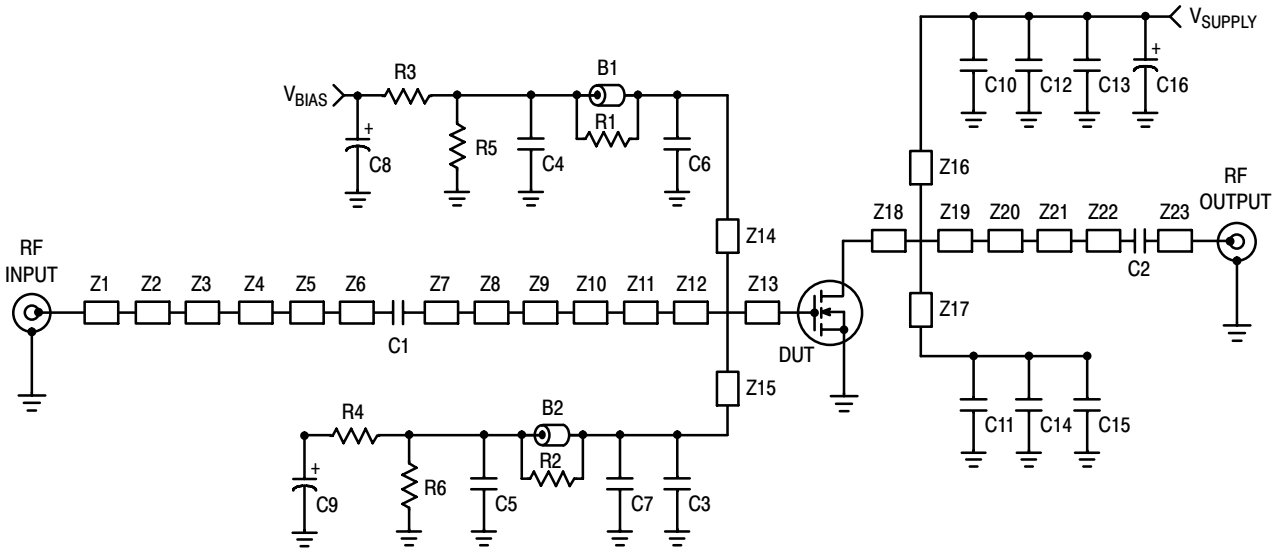 V_SUPPLY
B1
R3
V_BIAS
C10 C12 C13 + C16
+
R1
C8 R5 C4 C6
Z16
RF
OUTPUT
Z14
Z18 Z19 Z20 Z21 Z22 Z23
RF
INPUT
C2
Z1 Z2 Z3 Z4 Z5 Z6 Z7 Z8 Z9 Z10 Z11 Z12 Z13
Z17
C1
DUT
Z15
R4 B2
C11 C14 C15
R2
+
C9 R6 C5 C7 C3